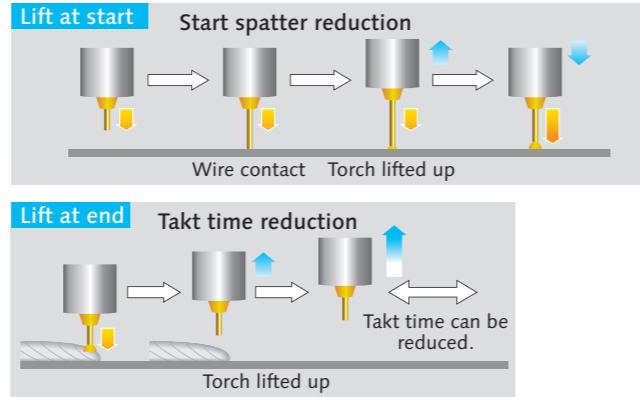 Lift at start
Start spatter reduction
Wire contact
Torch lifted up
Lift at end
Takt time reduction
Takt time can be
reduced.
Torch lifted up